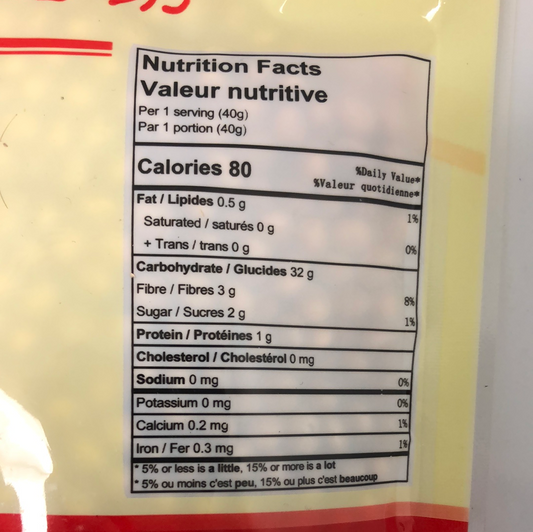 Nutrition Facts
Valeur nutritive
Per 1 serving (40g)
Par 1 portion (40g)
Calories 80
%Daily Value*
%Valeur quotidienne*
Fat / Lipides 0.5 g 1%
Saturated / saturés 0 g
+ Trans / trans 0 g 0%
Carbohydrate / Glucides 32 g
Fibre / Fibres 3 g 8%
Sugar / Sucres 2 g 1%
Protein / Protéines 1 g
Cholesterol / Cholestérol 0 mg
Sodium 0 mg 0%
Potassium 0 mg 0%
Calcium 0.2 mg 1%
Iron / Fer 0.3 mg 1%
* 5% or less is a little, 15% or more is a lot
* 5% ou moins c'est peu, 15% ou plus c'est beaucoup